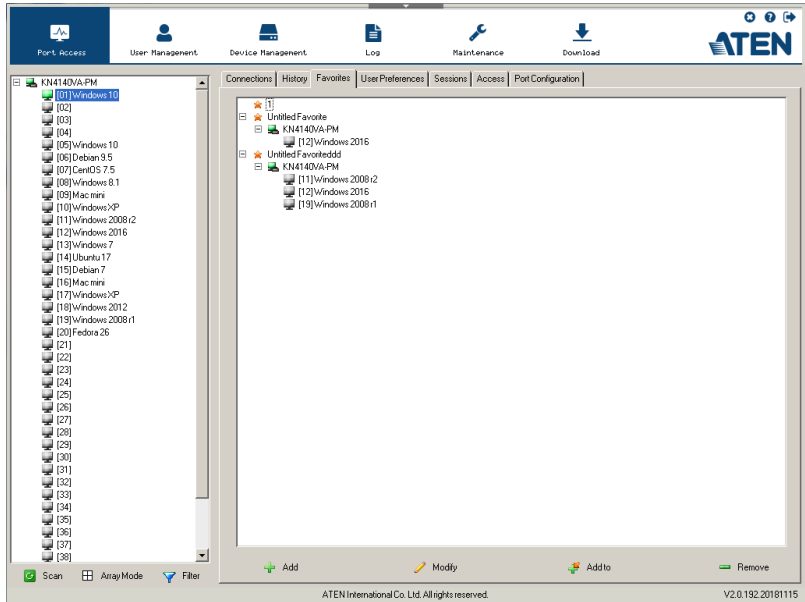 Port Access
User Management
Device Management
Log
Maintenance
Download
ATEN
KN4140VA-PM
[01]Windows 10
[02]
[03]
[04]
[05]Windows 10
[06]Debian 9.5
[07]CentOS 7.5
[08]Windows 8.1
[09]Mac mini
[10]WindowsXP
[11]Windows 2008 r2
[12]Windows 2016
[13]Windows 7
[14]Ubuntu 17
[15]Debian 7
[16]Mac mini
[17]WindowsXP
[18]Windows 2012
[19]Windows 2008 r1
[20]Fedora 26
[21]
[22]
[23]
[24]
[25]
[26]
[27]
[28]
[29]
[30]
[31]
[32]
[33]
[34]
[35]
[36]
[37]
[38]
Scan
Array Mode
Filter
Connections
History
Favorites
User Preferences
Sessions
Access
Port Configuration
1
Untitled Favorite
KN4140VA-PM
[12]Windows 2016
Untitled Favoriteddd
KN4140VA-PM
[11]Windows 2008 r2
[12]Windows 2016
[19]Windows 2008 r1
Add
Modify
Add to
Remove
ATEN International Co. Ltd. All rights reserved.
V2.0.192.20181115